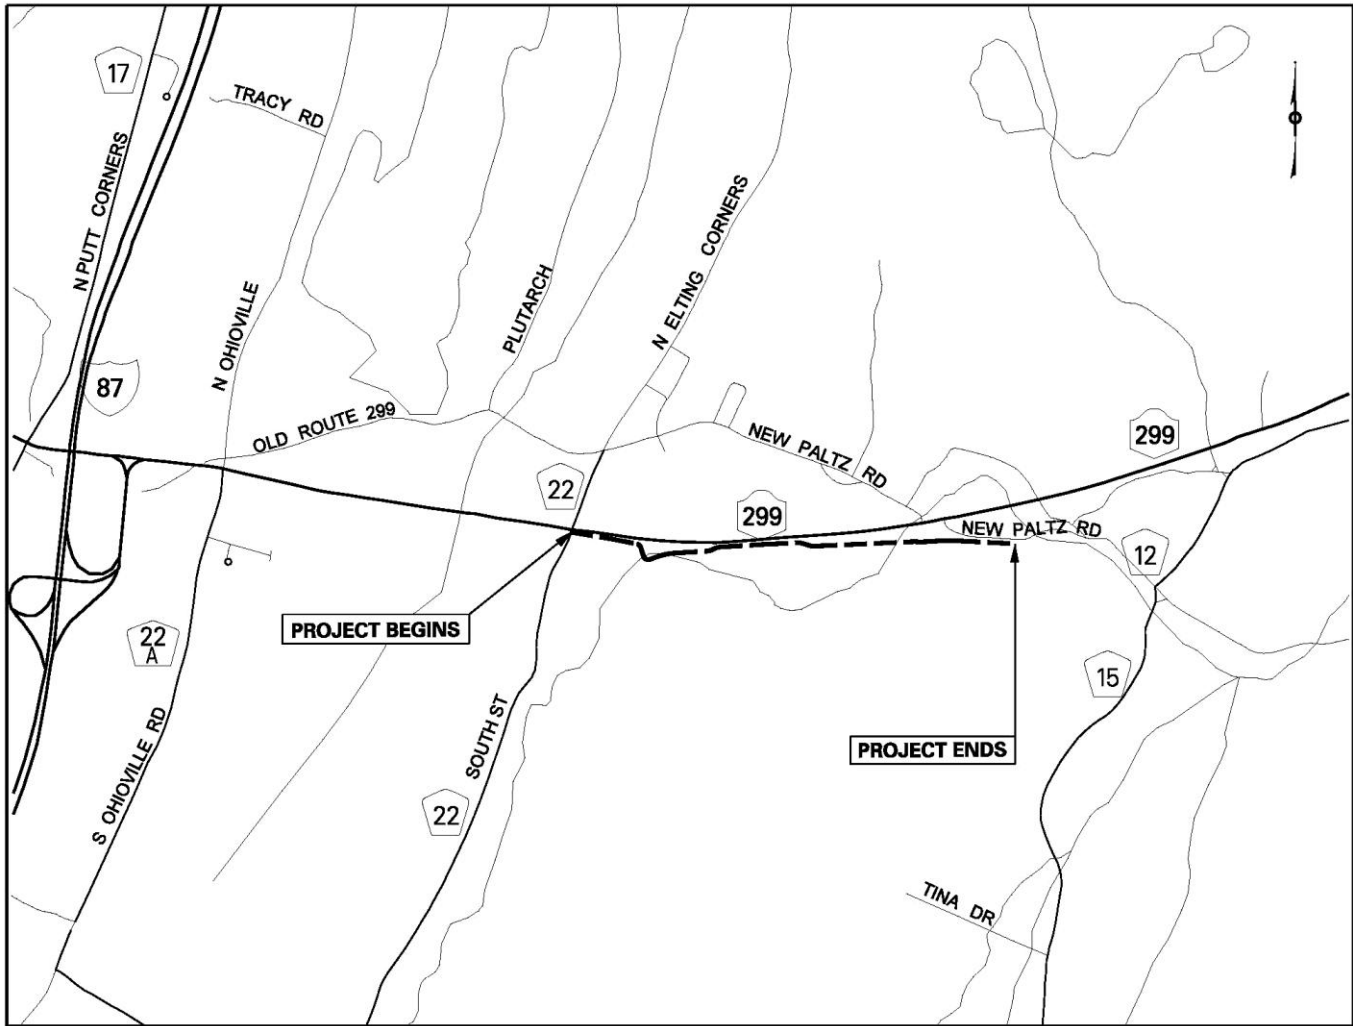 17
TRACY RD
N PUTT CORNERS
N ELTING CORNERS
PLUTARCH
N OHIOVILLE
87
OLD ROUTE 299
NEW PALTZ RD
299
22
299
NEW PALTZ RD
12
PROJECT BEGINS
22
A
15
SOUTH ST
PROJECT ENDS
S OHIOVILLE RD
22
TINA DR